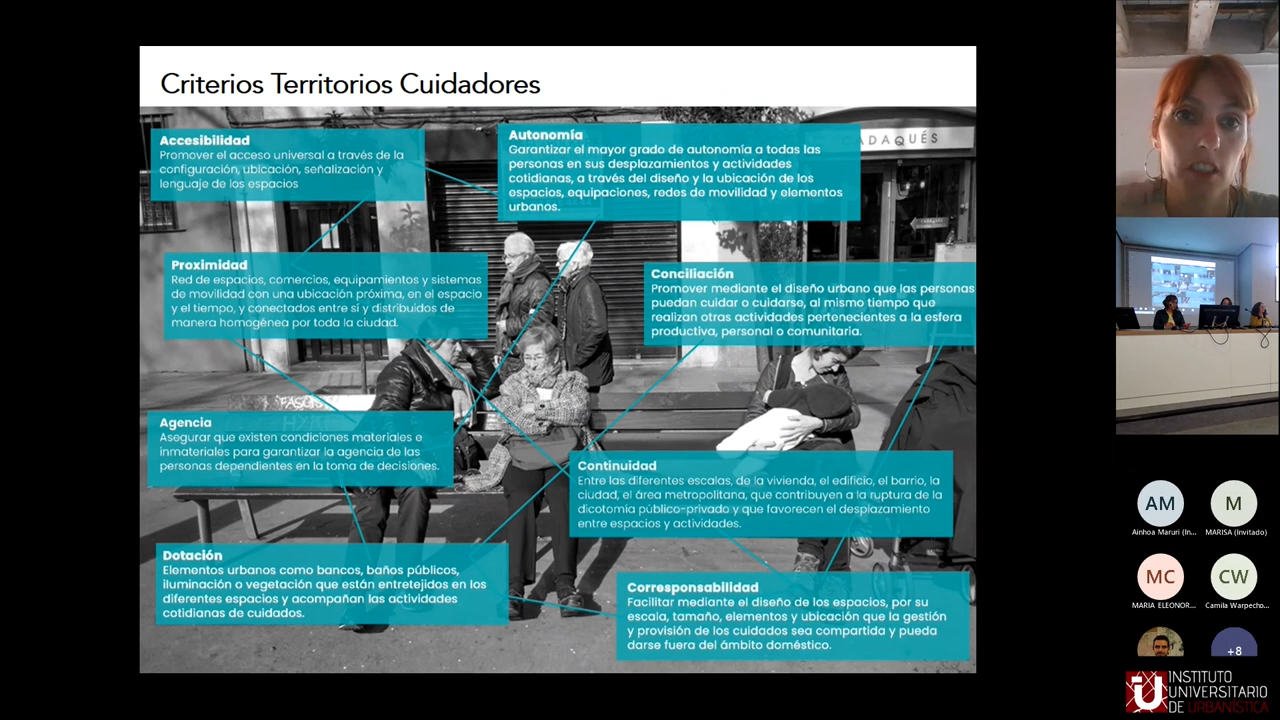 Criterios Territorios Cuidadores
Accesibilidad
Promover el acceso universal a través de la
configuración, ubicación, señalización y
lenguaje de los espacios
Autonomía
Garantizar el mayor grado de autonomía a todas las
personas en sus desplazamientos y actividades
cotidianas, a través del diseño y la ubicación de los
espacios, equipaciones, redes de movilidad y elementos
urbanos.
ADAQUÉS
Proximidad
Red de espacios, comercios, equipamientos y sistemas
de movilidad con una ubicación próxima, en el espacio
y el tiempo, y conectados entre sí y distribuidos de
manera homogénea por toda la ciudad.
Conciliación
Promover mediante el diseño urbano que las personas
puedan cuidar o cuidarse, al mismo tiempo que
realizan otras actividades pertenecientes a la esfera
productiva, personal o comunitaria.
Agencia
Asegurar que existen condiciones materiales e
inmateriales para garantizar la agencia de las
personas dependientes en la toma de decisiones.
Continuidad
Entre las diferentes escalas, de la vivienda, el edificio, el barrio, la
ciudad, el área metropolitana, que contribuyen a la ruptura de la
dicotomía público-privado y que favorecen el desplazamiento
entre espacios y actividades.
Dotación
Elementos urbanos como bancos, baños públicos,
iluminación o vegetación que están entretejidos en los
diferentes espacios y acompañan las actividades
cotidianas de cuidados.
Corresponsabilidad
Facilitar mediante el diseño de los espacios, por su
escala, tamaño, elementos y ubicación que la gestión
y provisión de los cuidados sea compartida y pueda
darse fuera del ámbito doméstico.
AM
Ainhoa Maruri (In...
M
MARISA (Invitado)
MC
MARIA ELEONOR...
CW
Camila Warpecho...
+8
INSTITUTO
UNIVERSITARIO
DE URBANÍSTICA